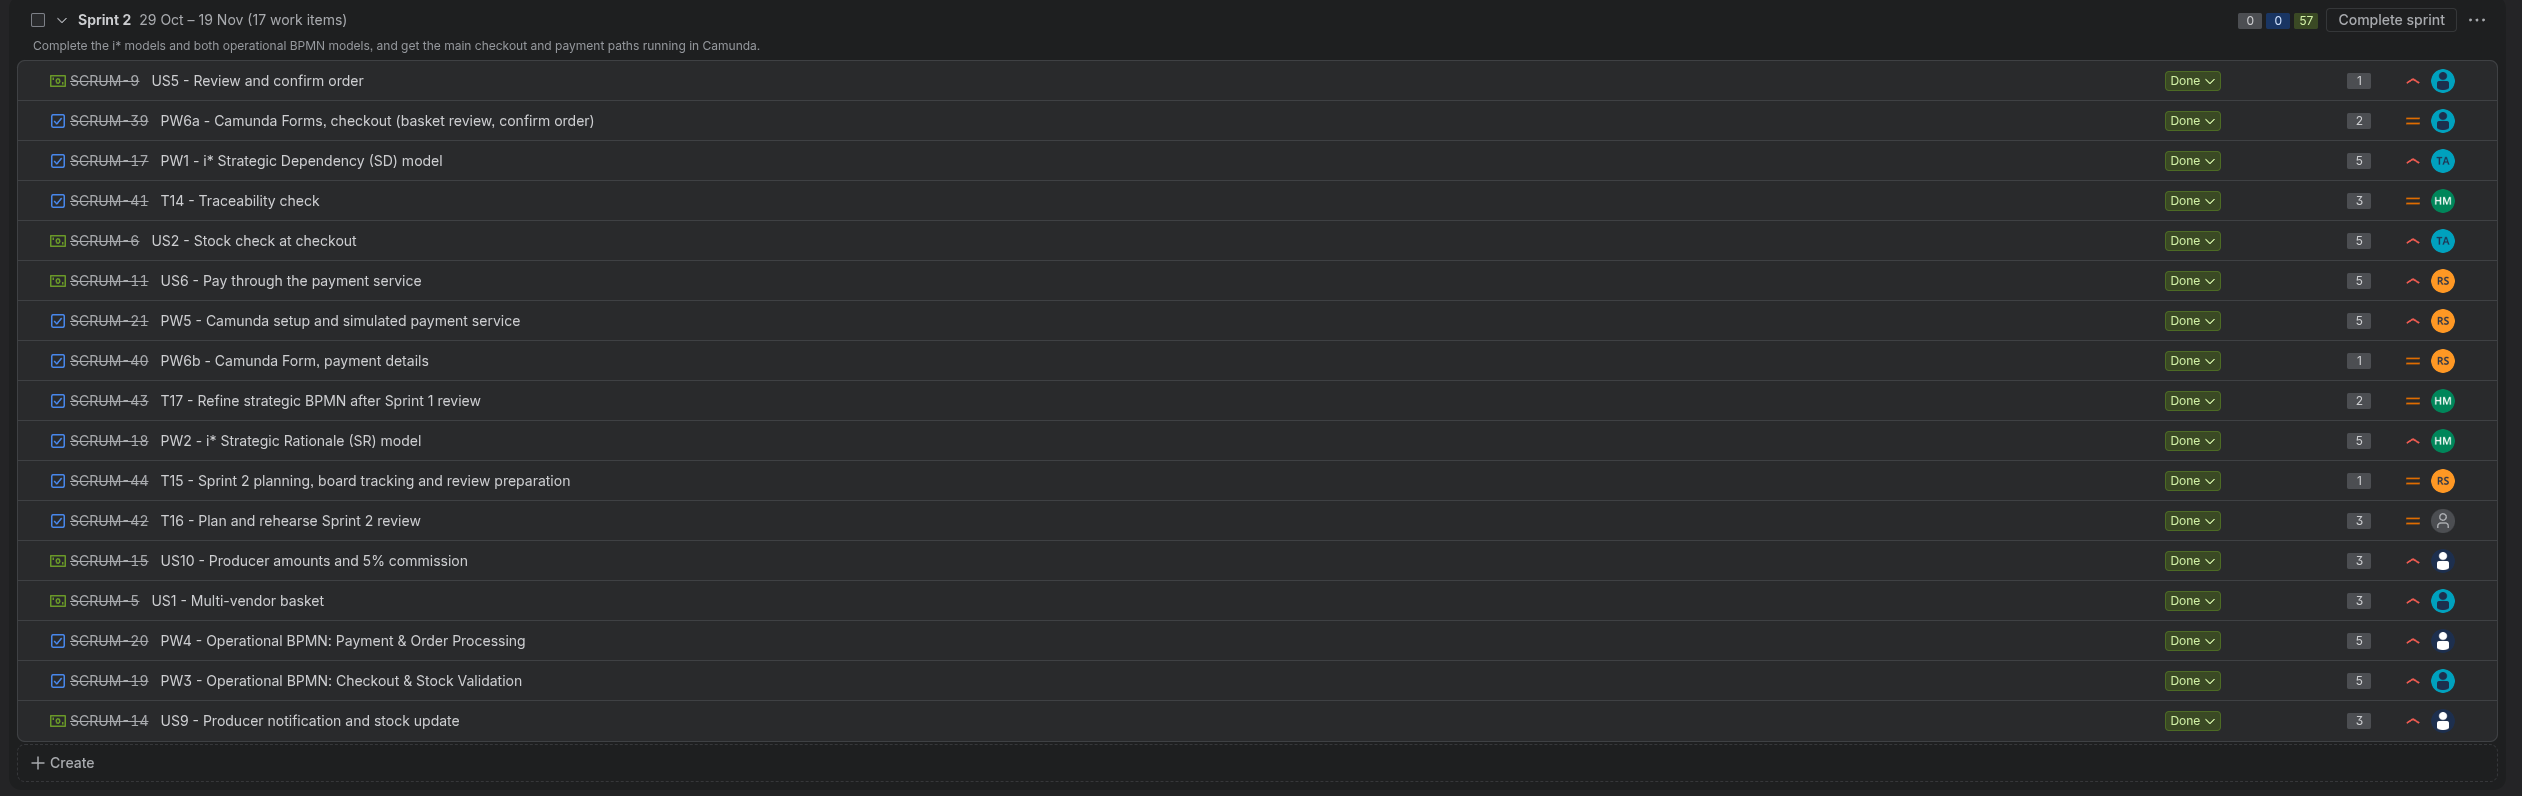 Sprint 2 29 Oct – 19 Nov (17 work items) 0 0 57 Complete sprint ···
Complete the i* models and both operational BPMN models, and get the main checkout and payment paths running in Camunda.
SCRUM-9 US5 - Review and confirm order Done 1
SCRUM-39 PW6a - Camunda Forms, checkout (basket review, confirm order) Done 2
SCRUM-17 PW1 - i* Strategic Dependency (SD) model Done 5 TA
SCRUM-41 T14 - Traceability check Done 3 HM
SCRUM-6 US2 - Stock check at checkout Done 5 TA
SCRUM-11 US6 - Pay through the payment service Done 5 RS
SCRUM-21 PW5 - Camunda setup and simulated payment service Done 5 RS
SCRUM-40 PW6b - Camunda Form, payment details Done 1 RS
SCRUM-43 T17 - Refine strategic BPMN after Sprint 1 review Done 2 HM
SCRUM-18 PW2 - i* Strategic Rationale (SR) model Done 5 HM
SCRUM-44 T15 - Sprint 2 planning, board tracking and review preparation Done 1 RS
SCRUM-42 T16 - Plan and rehearse Sprint 2 review Done 3
SCRUM-15 US10 - Producer amounts and 5% commission Done 3
SCRUM-5 US1 - Multi-vendor basket Done 3
SCRUM-20 PW4 - Operational BPMN: Payment & Order Processing Done 5
SCRUM-19 PW3 - Operational BPMN: Checkout & Stock Validation Done 5
SCRUM-14 US9 - Producer notification and stock update Done 3
+ Create